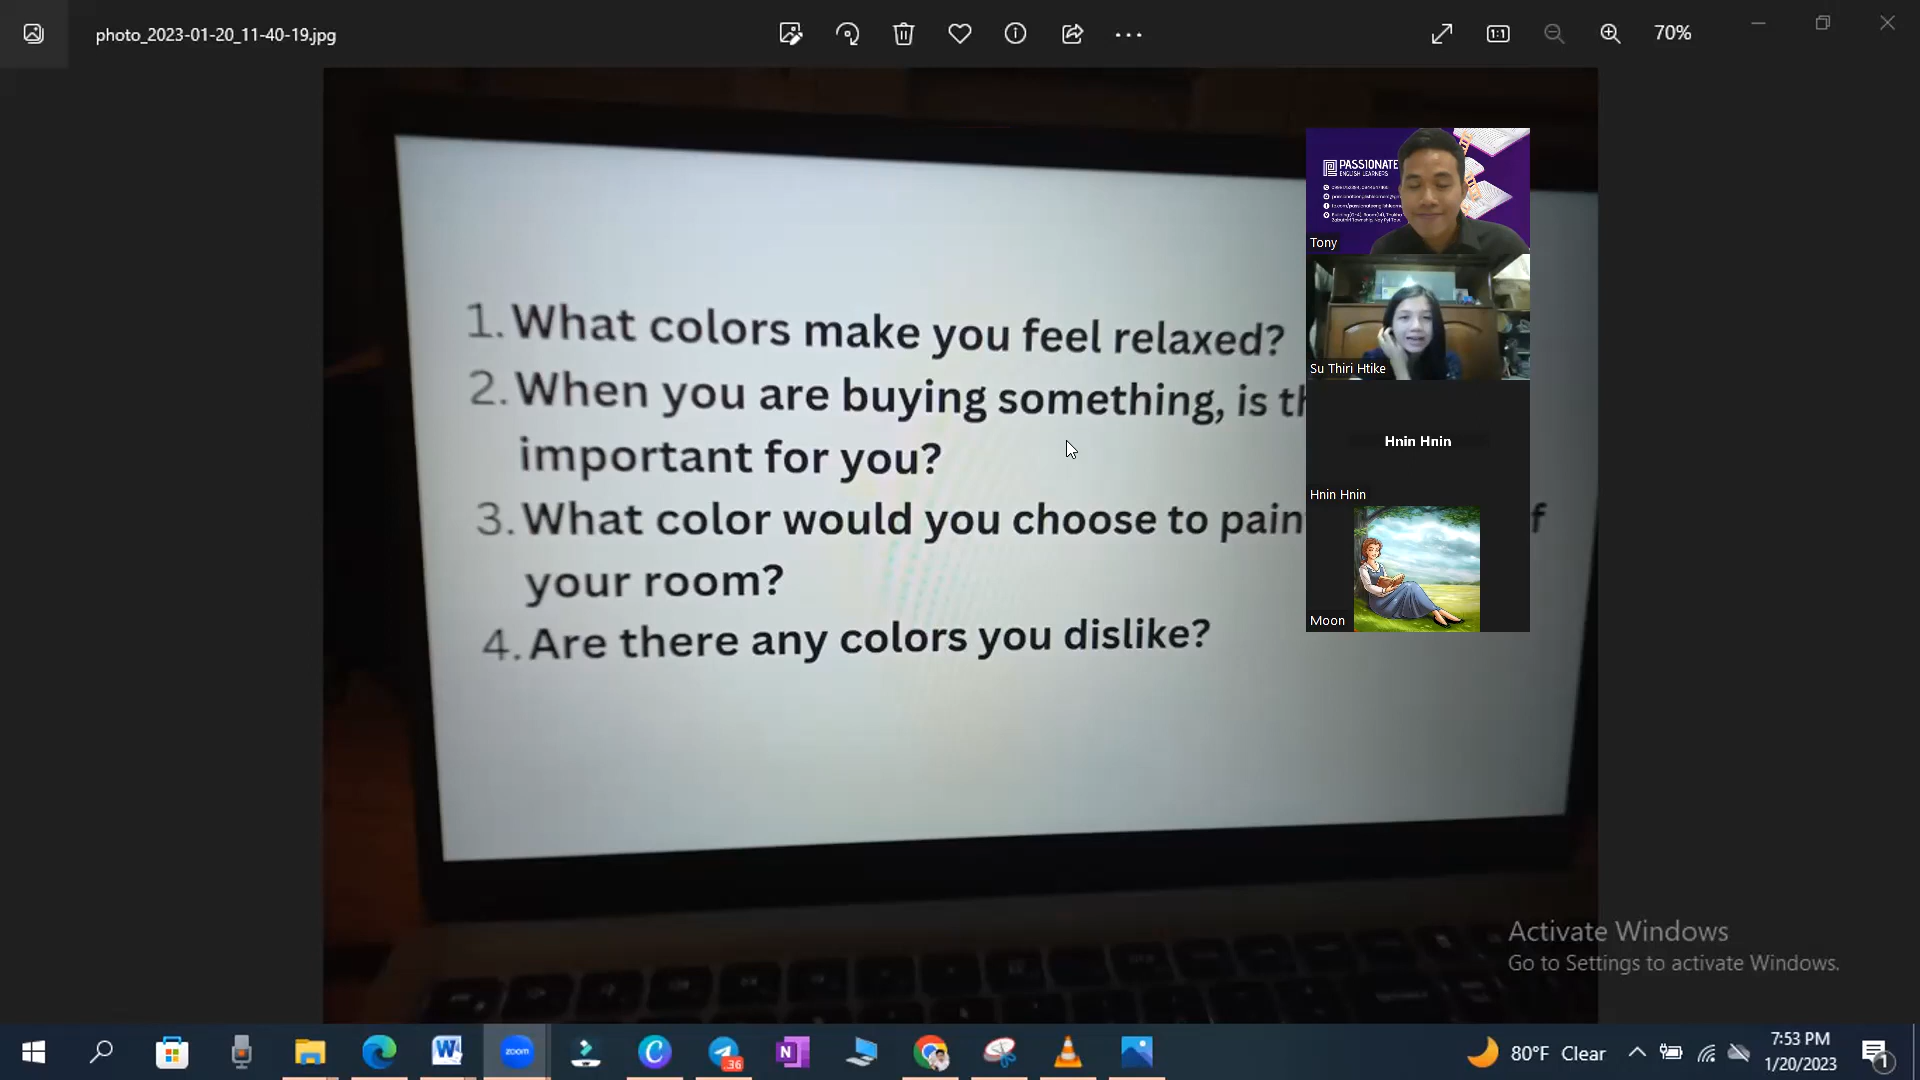 photo_2023-01-20_11-40-19.jpg
70%
1. What colors make you feel relaxed?
2. When you are buying something, is
important for you?
3. What color would you choose to
your room?
4. Are there any colors you dislike?
PASSIONATE
ENGLISH LEARNERS
Tony
Su Thiri Htike
Hnin Hnin
Hnin Hnin
Moon
Activate Windows
Go to Settings to activate Windows.
zoom
36
80°F Clear
7:53 PM
1/20/2023
1